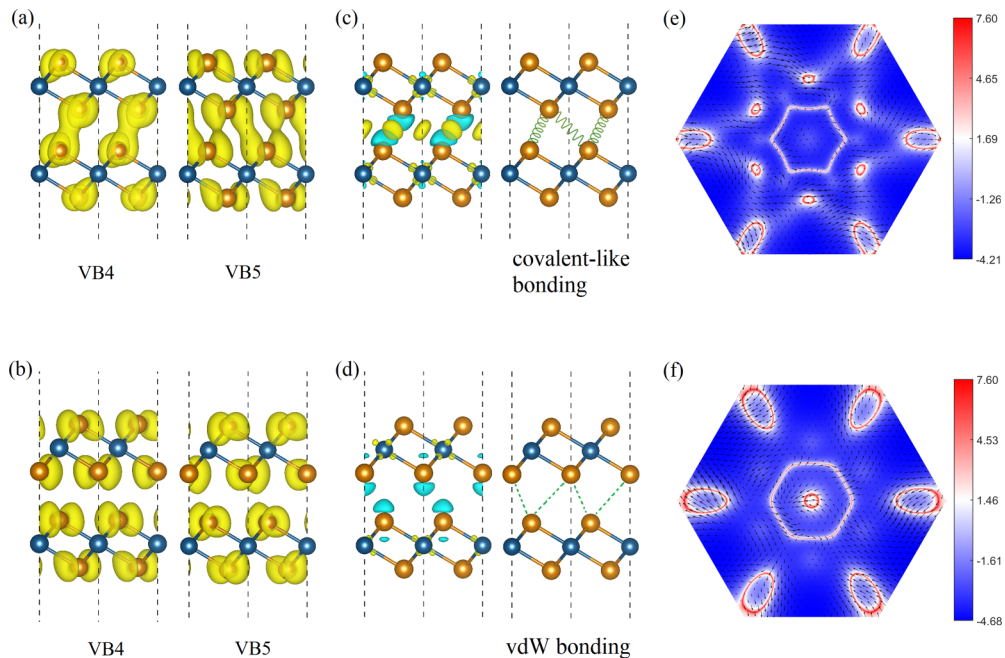 (a)
(c)
(e)
7.60
4.65
1.69
-1.26
-4.21
VB4
VB5
covalent-like
bonding
(b)
(d)
(f)
7.60
4.53
1.46
-1.61
-4.68
VB4
VB5
vdW bonding